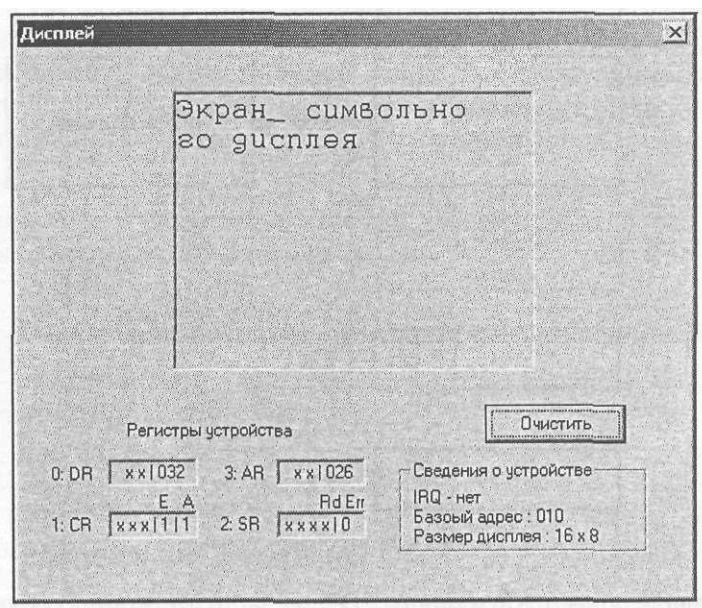 Дисплей
Экран_ символьно
го дисплея
Очистить
Регистры устройства
0: DR xx|032 3: AR xx|026
E A Rd Err
1: CR xxx|1|1 2: SR xxxx|0
Сведения о устройстве
IRQ - нет
Базоый адрес : 010
Размер дисплея : 16 x 8